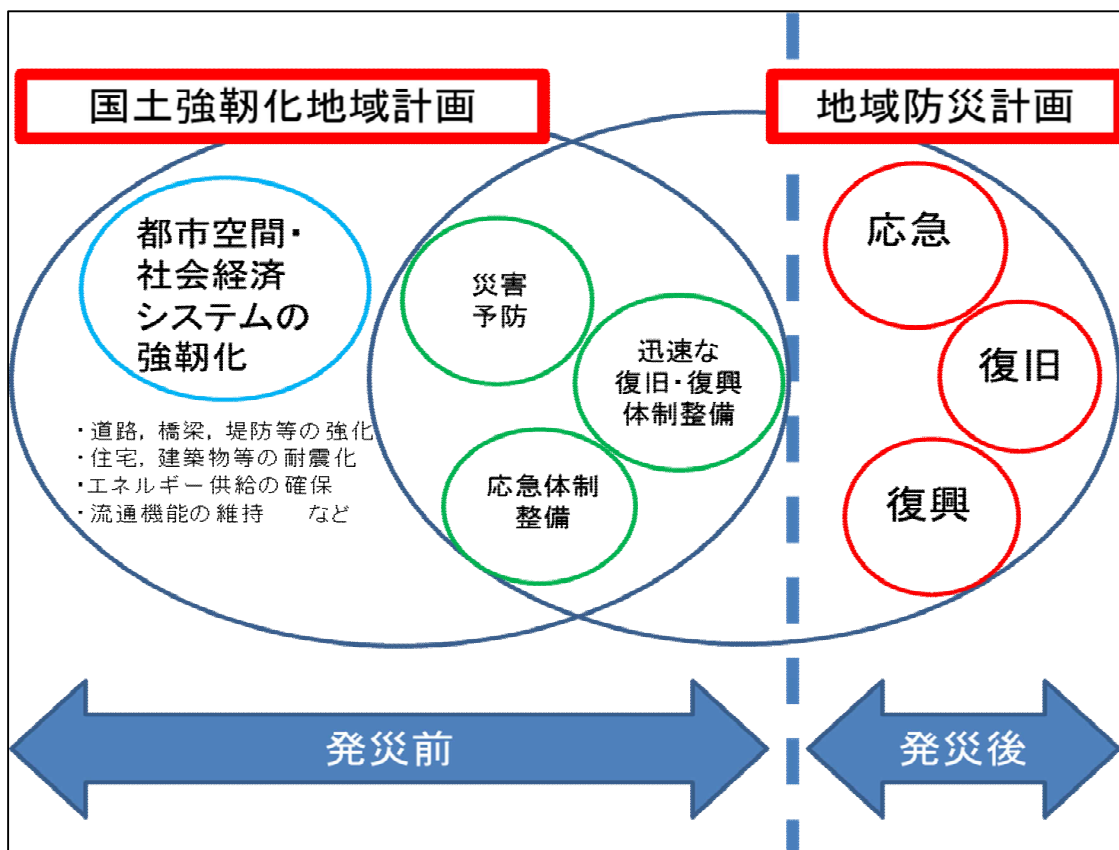 国土強靭化地域計画
地域防災計画
都市空間・
社会経済
システムの
強靭化
・道路，橋梁，堤防等の強化
・住宅，建築物等の耐震化
・エネルギー供給の確保
・流通機能の維持　　など
災害
予防
迅速な
復旧・復興
体制整備
応急体制
整備
応急
復旧
復興
発災前
発災後